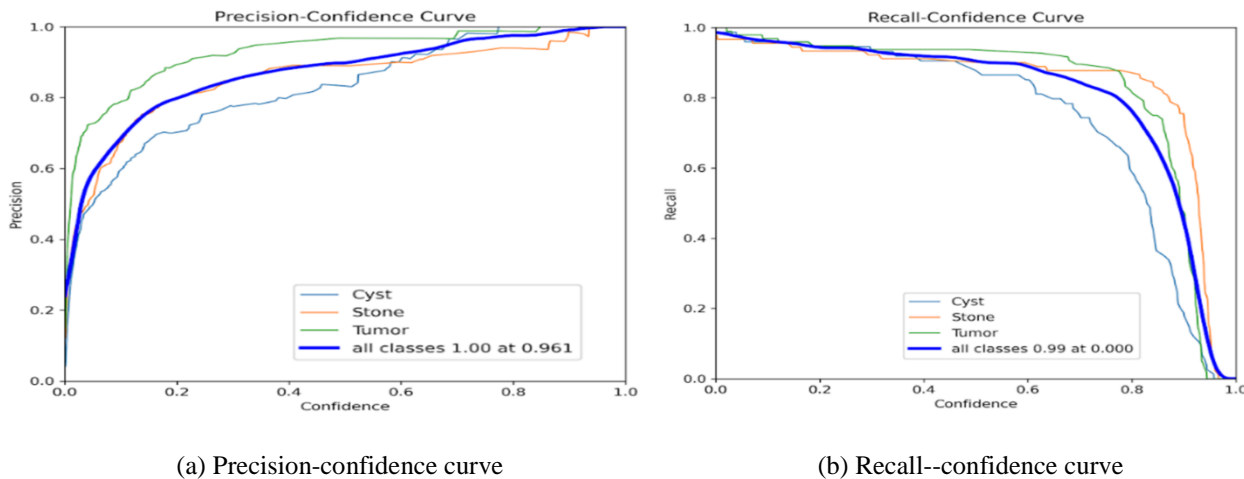 Precision-Confidence Curve
1.0
0.8
0.6
0.4
0.2
0.0
Precision
0.0 0.2 0.4 0.6 0.8 1.0
Confidence
Cyst
Stone
Tumor
all classes 1.00 at 0.961
Recall-Confidence Curve
1.0
0.8
0.6
0.4
0.2
0.0
Recall
0.0 0.2 0.4 0.6 0.8 1.0
Confidence
Cyst
Stone
Tumor
all classes 0.99 at 0.000
(a) Precision-confidence curve
(b) Recall--confidence curve